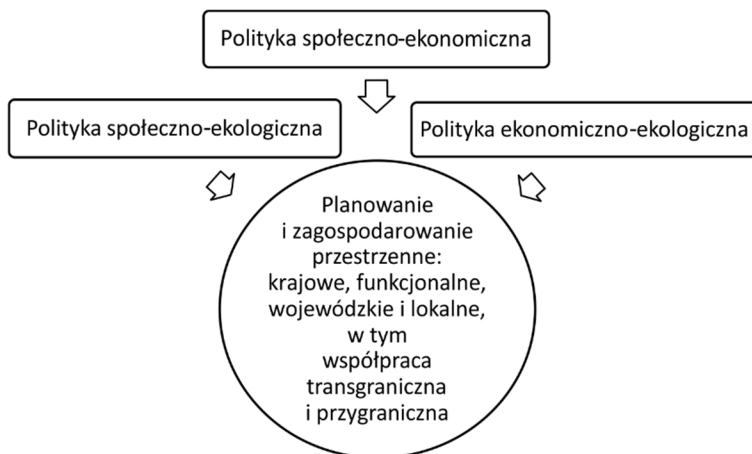 Polityka społeczno-ekonomiczna
Polityka społeczno-ekologiczna
Polityka ekonomiczno-ekologiczna
Planowanie
i zagospodarowanie
przestrzenne:
krajowe, funkcjonalne,
wojewódzkie i lokalne,
w tym
współpraca
transgraniczna
i przygraniczna